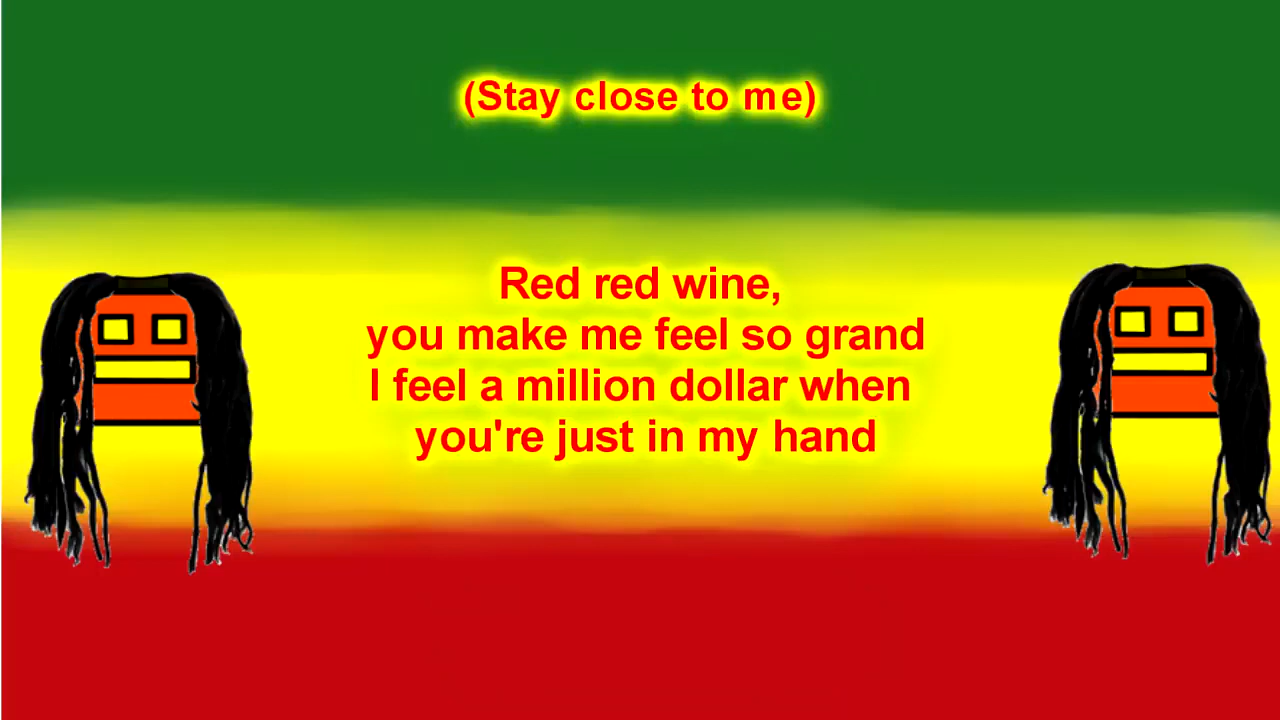 (Stay close to me)
Red red wine,
you make me feel so grand
I feel a million dollar when
you're just in my hand